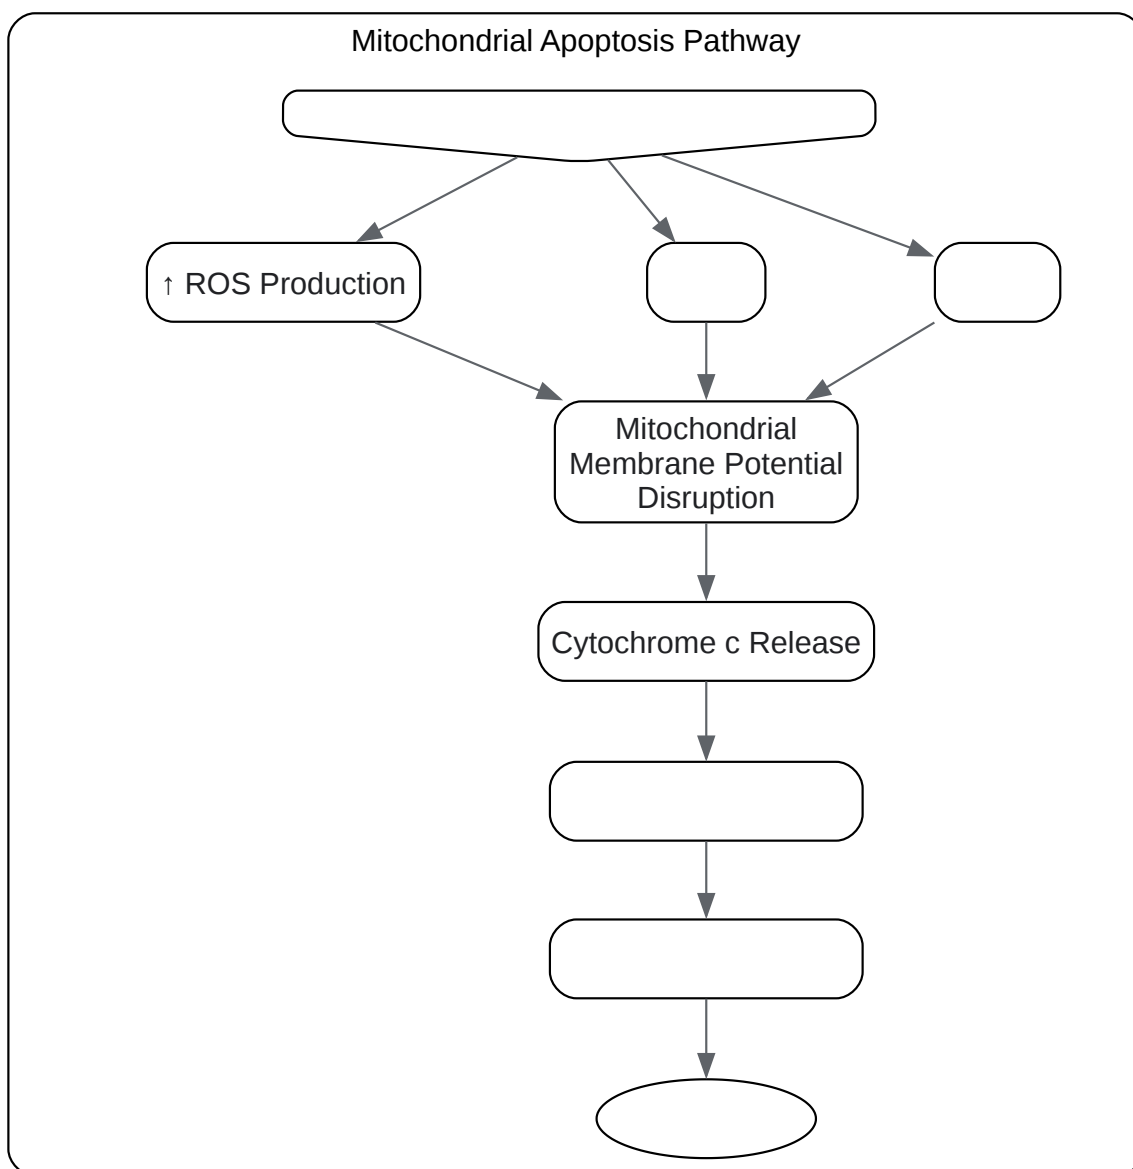 Mitochondrial Apoptosis Pathway
↑ ROS Production
Mitochondrial
Membrane Potential
Disruption
Cytochrome c Release